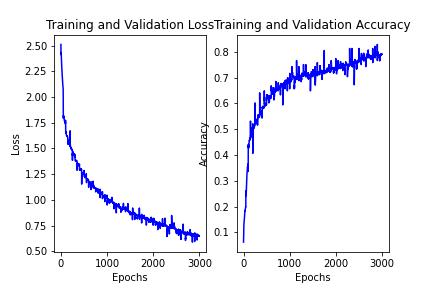 Training and Validation Loss
2.50
2.25
2.00
1.75
1.50
1.25
1.00
0.75
0.50
Loss
0 1000 2000 3000
Epochs
Training and Validation Accuracy
0.8
0.7
0.6
0.5
0.4
0.3
0.2
0.1
Accuracy
0 1000 2000 3000
Epochs